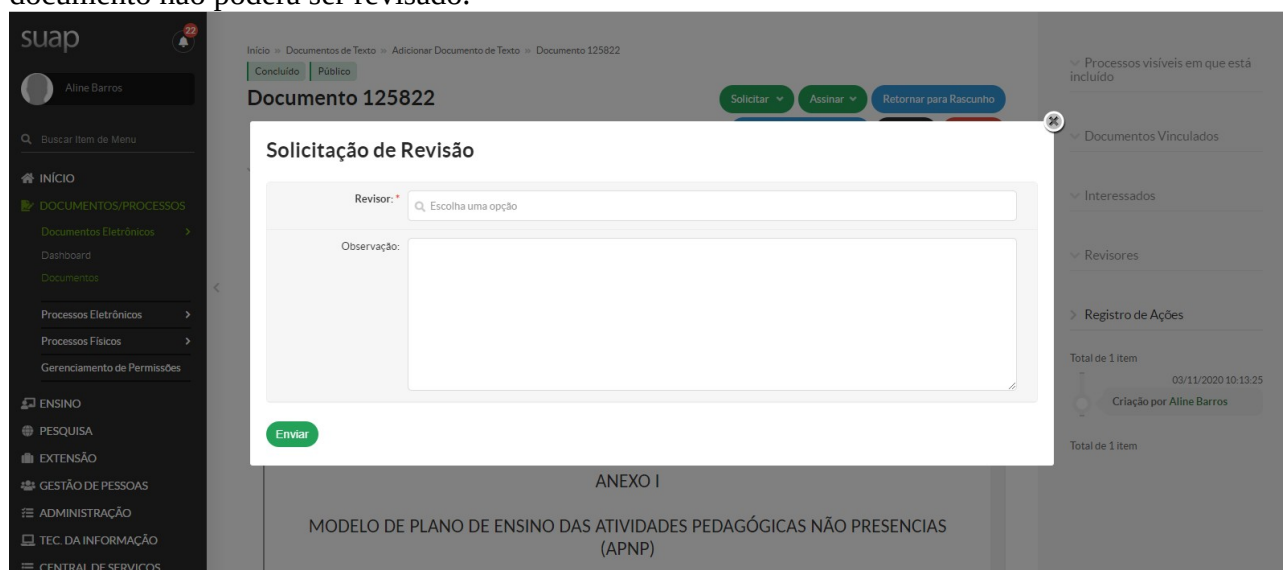 documento não poderá ser revisado.
suap
22
Aline Barros
Buscar Item de Menu
INÍCIO
DOCUMENTOS/PROCESSOS
Documentos Eletrônicos
Dashboard
Documentos
Processos Eletrônicos
Processos Físicos
Gerenciamento de Permissões
ENSINO
PESQUISA
EXTENSÃO
GESTÃO DE PESSOAS
ADMINISTRAÇÃO
TEC. DA INFORMAÇÃO
CENTRAL DE SERVIÇOS
Início » Documentos de Texto » Adicionar Documento de Texto » Documento 125822
Concluído Público
Documento 125822
Solicitar Assinar Retornar para Rascunho
Solicitação de Revisão
Revisor: * Escolha uma opção
Observação:
Enviar
ANEXO I
MODELO DE PLANO DE ENSINO DAS ATIVIDADES PEDAGÓGICAS NÃO PRESENCIAS
(APNP)
Processos visíveis em que está
incluído
Documentos Vinculados
Interessados
Revisores
Registro de Ações
Total de 1 item
03/11/2020 10:13:25
Criação por Aline Barros
Total de 1 item